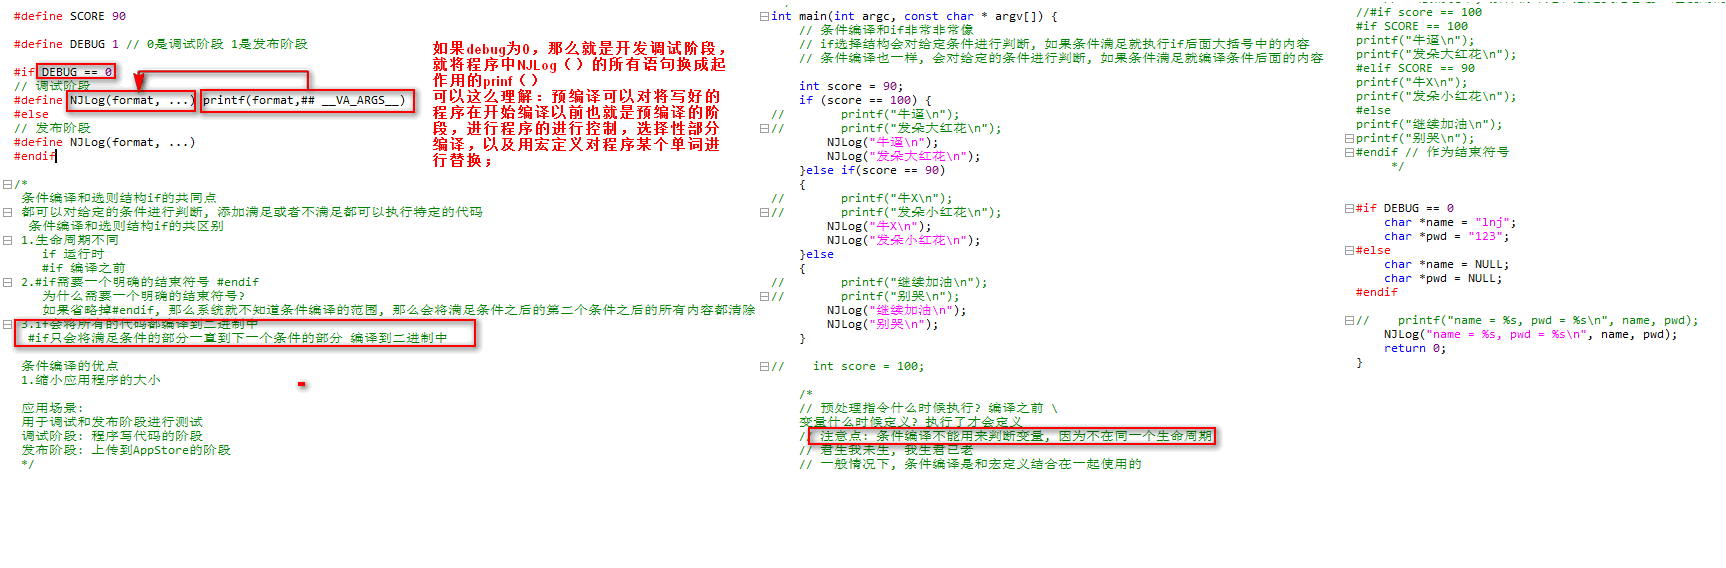 #define SCORE 90
#define DEBUG 1 // 0是调试阶段 1是发布阶段
#if DEBUG == 0
// 调试阶段
#define NJLog(format, ...) printf(format,## __VA_ARGS__)
#else
// 发布阶段
#define NJLog(format, ...)
#endif
如果debug为0，那么就是开发调试阶段，
就将程序中NJLog（）的所有语句换成起
作用的prinf（）
可以这么理解：预编译可以对将写好的
程序在开始编译以前也就是预编译的阶
段，进行程序的进行控制，选择性部分
编译，以及用宏定义对程序某个单词进
行替换；
/*
条件编译和选则结构if的共同点
都可以对给定的条件进行判断, 添加满足或者不满足都可以执行特定的代码
条件编译和选则结构if的共区别
1.生命周期不同
if 运行时
#if 编译之前
2.#if需要一个明确的结束符号 #endif
为什么需要一个明确的结束符号?
如果省略掉#endif, 那么系统就不知道条件编译的范围, 那么会将满足条件之后的第二个条件之后的所有内容都清除
3.if会将所有的代码都编译到二进制中
#if只会将满足条件的部分一直到下一个条件的部分 编译到二进制中
条件编译的优点
1.缩小应用程序的大小
应用场景:
用于调试和发布阶段进行测试
调试阶段: 程序写代码的阶段
发布阶段: 上传到AppStore的阶段
*/
int main(int argc, const char * argv[]) {
// 条件编译和if非常非常像
// if选择结构会对给定条件进行判断, 如果条件满足就执行if后面大括号中的内容
// 条件编译也一样, 会对给定的条件进行判断, 如果条件满足就编译条件后面的内容
int score = 90;
if (score == 100) {
// printf("牛逼\n");
// printf("发朵大红花\n");
NJLog("牛逼\n");
NJLog("发朵大红花\n");
}else if(score == 90)
{
// printf("牛X\n");
// printf("发朵小红花\n");
NJLog("牛X\n");
NJLog("发朵小红花\n");
}else
{
// printf("继续加油\n");
// printf("别哭\n");
NJLog("继续加油\n");
NJLog("别哭\n");
}
// int score = 100;
/*
// 预处理指令什么时候执行? 编译之前 \
变量什么时候定义? 执行了才会定义
// 注意点: 条件编译不能用来判断变量, 因为不在同一个生命周期
// 君生我未生, 我生君已老
// 一般情况下, 条件编译是和宏定义结合在一起使用的
//#if score == 100
#if SCORE == 100
printf("牛逼\n");
printf("发朵大红花\n");
#elif SCORE == 90
printf("牛X\n");
printf("发朵小红花\n");
#else
printf("继续加油\n");
printf("别哭\n");
#endif // 作为结束符号
*/
#if DEBUG == 0
char *name = "lnj";
char *pwd = "123";
#else
char *name = NULL;
char *pwd = NULL;
#endif
// printf("name = %s, pwd = %s\n", name, pwd);
NJLog("name = %s, pwd = %s\n", name, pwd);
return 0;
}